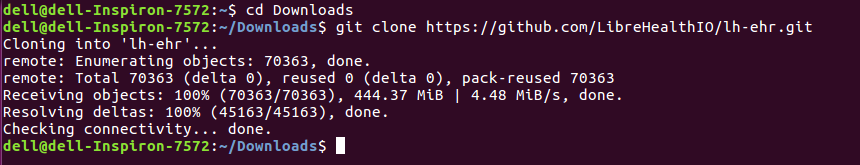 dell@dell-Inspiron-7572:~$ cd Downloads
dell@dell-Inspiron-7572:~/Downloads$ git clone https://github.com/LibreHealthIO/lh-ehr.git
Cloning into 'lh-ehr'...
remote: Enumerating objects: 70363, done.
remote: Total 70363 (delta 0), reused 0 (delta 0), pack-reused 70363
Receiving objects: 100% (70363/70363), 444.37 MiB | 4.48 MiB/s, done.
Resolving deltas: 100% (45163/45163), done.
Checking connectivity... done.
dell@dell-Inspiron-7572:~/Downloads$